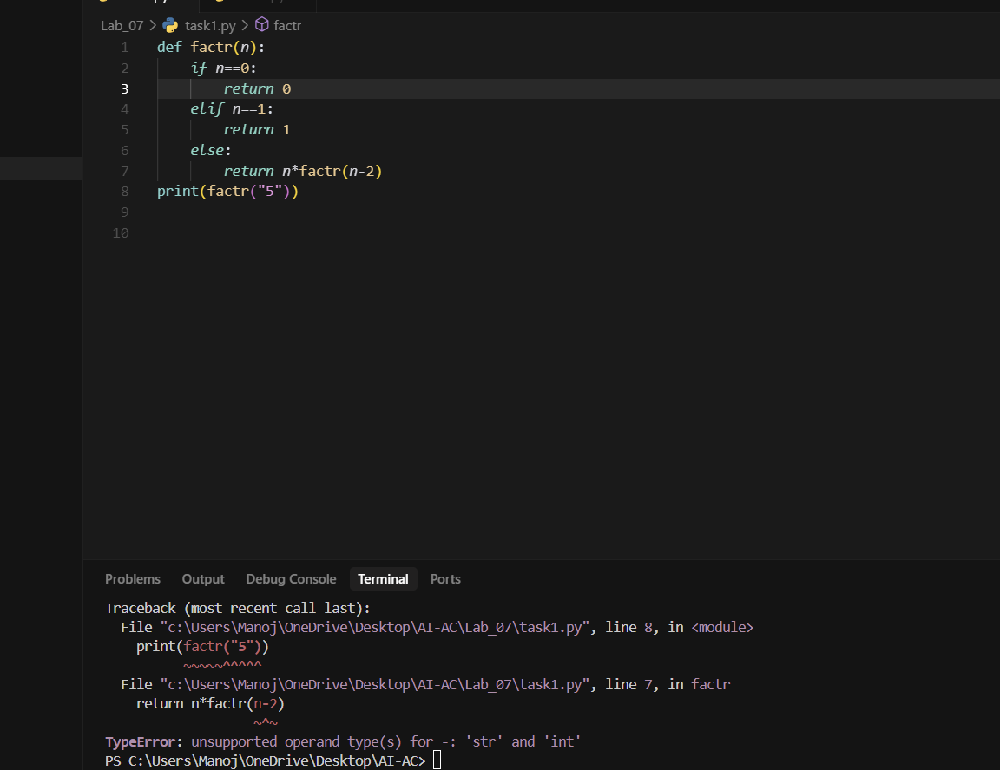 Lab_07 > task1.py > factr
1 def factr(n):
2     if n==0:
3         return 0
4     elif n==1:
5         return 1
6     else:
7         return n*factr(n-2)
8 print(factr("5"))
9
10
Problems Output Debug Console Terminal Ports
Traceback (most recent call last):
  File "c:\Users\Manoj\OneDrive\Desktop\AI-AC\Lab_07\task1.py", line 8, in <module>
    print(factr("5"))
          ~~~~~^^^^^
  File "c:\Users\Manoj\OneDrive\Desktop\AI-AC\Lab_07\task1.py", line 7, in factr
    return n*factr(n-2)
                   ~^~
TypeError: unsupported operand type(s) for -: 'str' and 'int'
PS C:\Users\Manoj\OneDrive\Desktop\AI-AC>